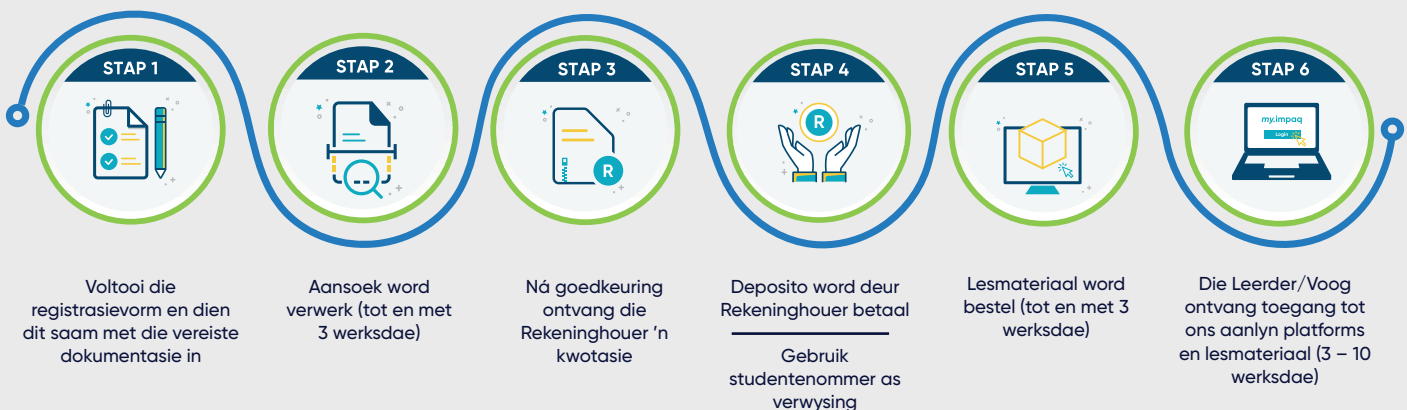 STAP 1
Voltooi die
registrasievorm en dien
dit saam met die vereiste
dokumentasie in
STAP 2
Aansoek word
verwerk (tot en met
3 werksdae)
STAP 3
R
Ná goedkeuring
ontvang die
Rekeninghouer 'n
kwotasie
STAP 4
R
Deposito word deur
Rekeninghouer betaal
Gebruik
studentenommer as
verwysing
STAP 5
Lesmateriaal word
bestel (tot en met 3
werksdae)
STAP 6
my.impaq
Login
Die Leerder/Voog
ontvang toegang tot
ons aanlyn platforms
en lesmateriaal (3 – 10
werksdae)